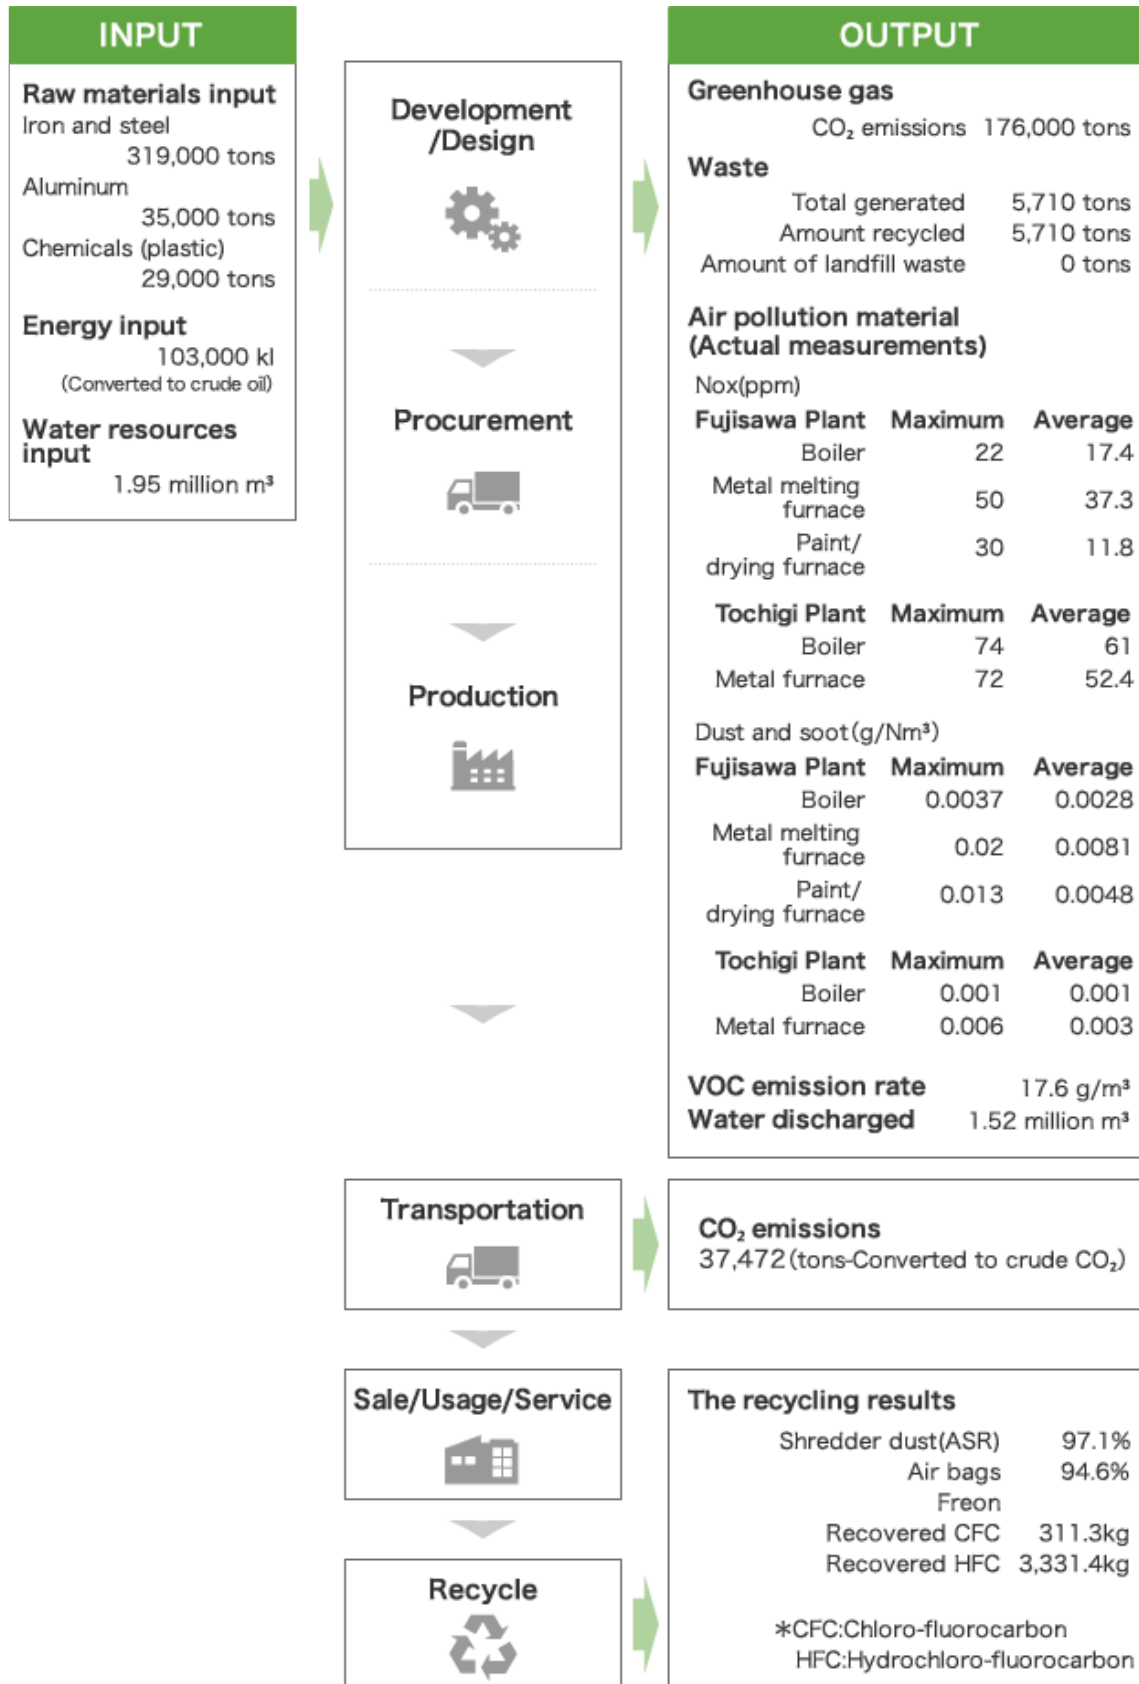 INPUT
Raw materials input
Iron and steel
319,000 tons
Aluminum
35,000 tons
Chemicals (plastic)
29,000 tons
Energy input
103,000 kl
(Converted to crude oil)
Water resources
input
1.95 million m³
Development
/Design
Procurement
Production
OUTPUT
Greenhouse gas
CO₂ emissions 176,000 tons
Waste
Total generated 5,710 tons
Amount recycled 5,710 tons
Amount of landfill waste 0 tons
Air pollution material
(Actual measurements)
Nox(ppm)
Fujisawa Plant Maximum Average
Boiler 22 17.4
Metal melting
furnace 50 37.3
Paint/
drying furnace 30 11.8
Tochigi Plant Maximum Average
Boiler 74 61
Metal furnace 72 52.4
Dust and soot(g/Nm³)
Fujisawa Plant Maximum Average
Boiler 0.0037 0.0028
Metal melting
furnace 0.02 0.0081
Paint/
drying furnace 0.013 0.0048
Tochigi Plant Maximum Average
Boiler 0.001 0.001
Metal furnace 0.006 0.003
VOC emission rate 17.6 g/m³
Water discharged 1.52 million m³
Transportation
CO₂ emissions
37,472(tons-Converted to crude CO₂)
Sale/Usage/Service
Recycle
The recycling results
Shredder dust(ASR) 97.1%
Air bags 94.6%
Freon
Recovered CFC 311.3kg
Recovered HFC 3,331.4kg
*CFC:Chloro-fluorocarbon
HFC:Hydrochloro-fluorocarbon